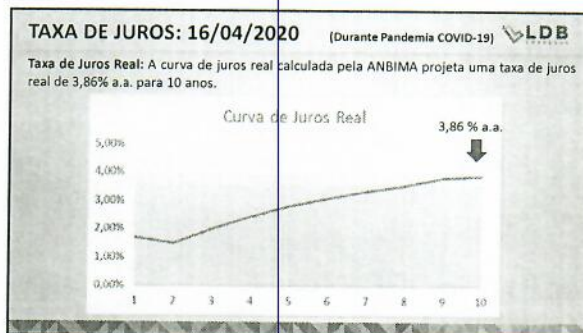 TAXA DE JUROS: 16/04/2020 (Durante Pandemia COVID-19) LDB
Taxa de Juros Real: A curva de juros real calculada pela ANBIMA projeta uma taxa de juros
real de 3,86% a.a. para 10 anos.
Curva de Juros Real
3,86 % a.a.
5,00%
4,00%
3,00%
2,00%
1,00%
0,00%
1 2 3 4 5 6 7 8 9 10